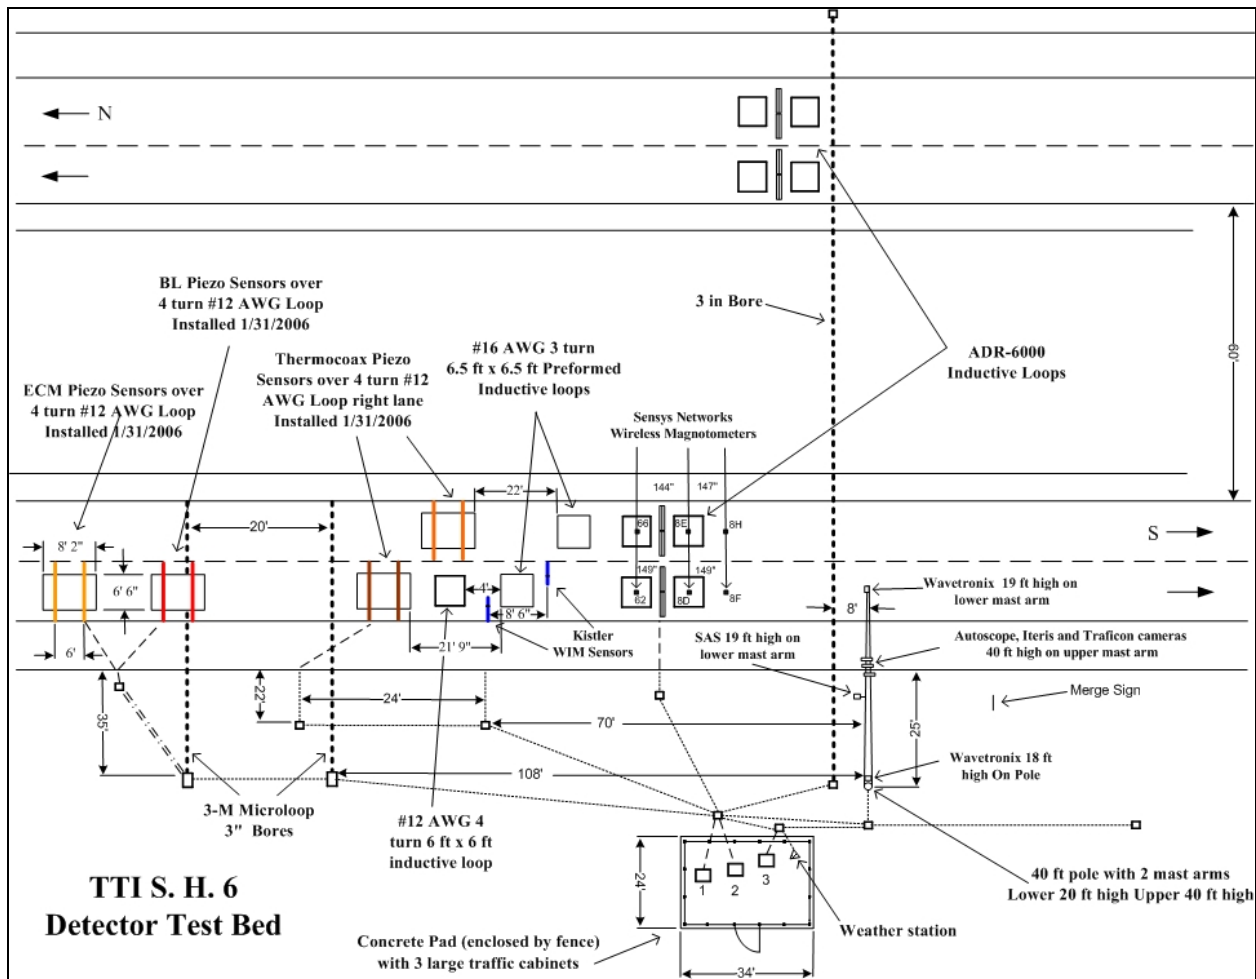 N
BL Piezo Sensors over
4 turn #12 AWG Loop
Installed 1/31/2006
3 in Bore
60'
ADR-6000
Inductive Loops
#16 AWG 3 turn
6.5 ft x 6.5 ft Preformed
Inductive loops
Thermocoax Piezo
Sensors over 4 turn #12
AWG Loop right lane
Installed 1/31/2006
ECM Piezo Sensors over
4 turn #12 AWG Loop
Installed 1/31/2006
Sensys Networks
Wireless Magnotometers
22'
144"
147"
20'
66
8E
8H
S
8' 2"
6' 6"
149"
149"
4'
62
8D
8F
8' 6"
Wavetronix 19 ft high on
lower mast arm
8'
6'
21' 9"
Kistler
WIM Sensors
SAS 19 ft high on
lower mast arm
Autoscope, Iteris and Traficon cameras
40 ft high on upper mast arm
35'
22'
24'
70'
25'
Merge Sign
108'
Wavetronix 18 ft
high On Pole
3-M Microloop
3" Bores
#12 AWG 4
turn 6 ft x 6 ft
inductive loop
TTI S. H. 6
Detector Test Bed
24'
1
2
3
40 ft pole with 2 mast arms
Lower 20 ft high Upper 40 ft high
Weather station
Concrete Pad (enclosed by fence)
with 3 large traffic cabinets
34'